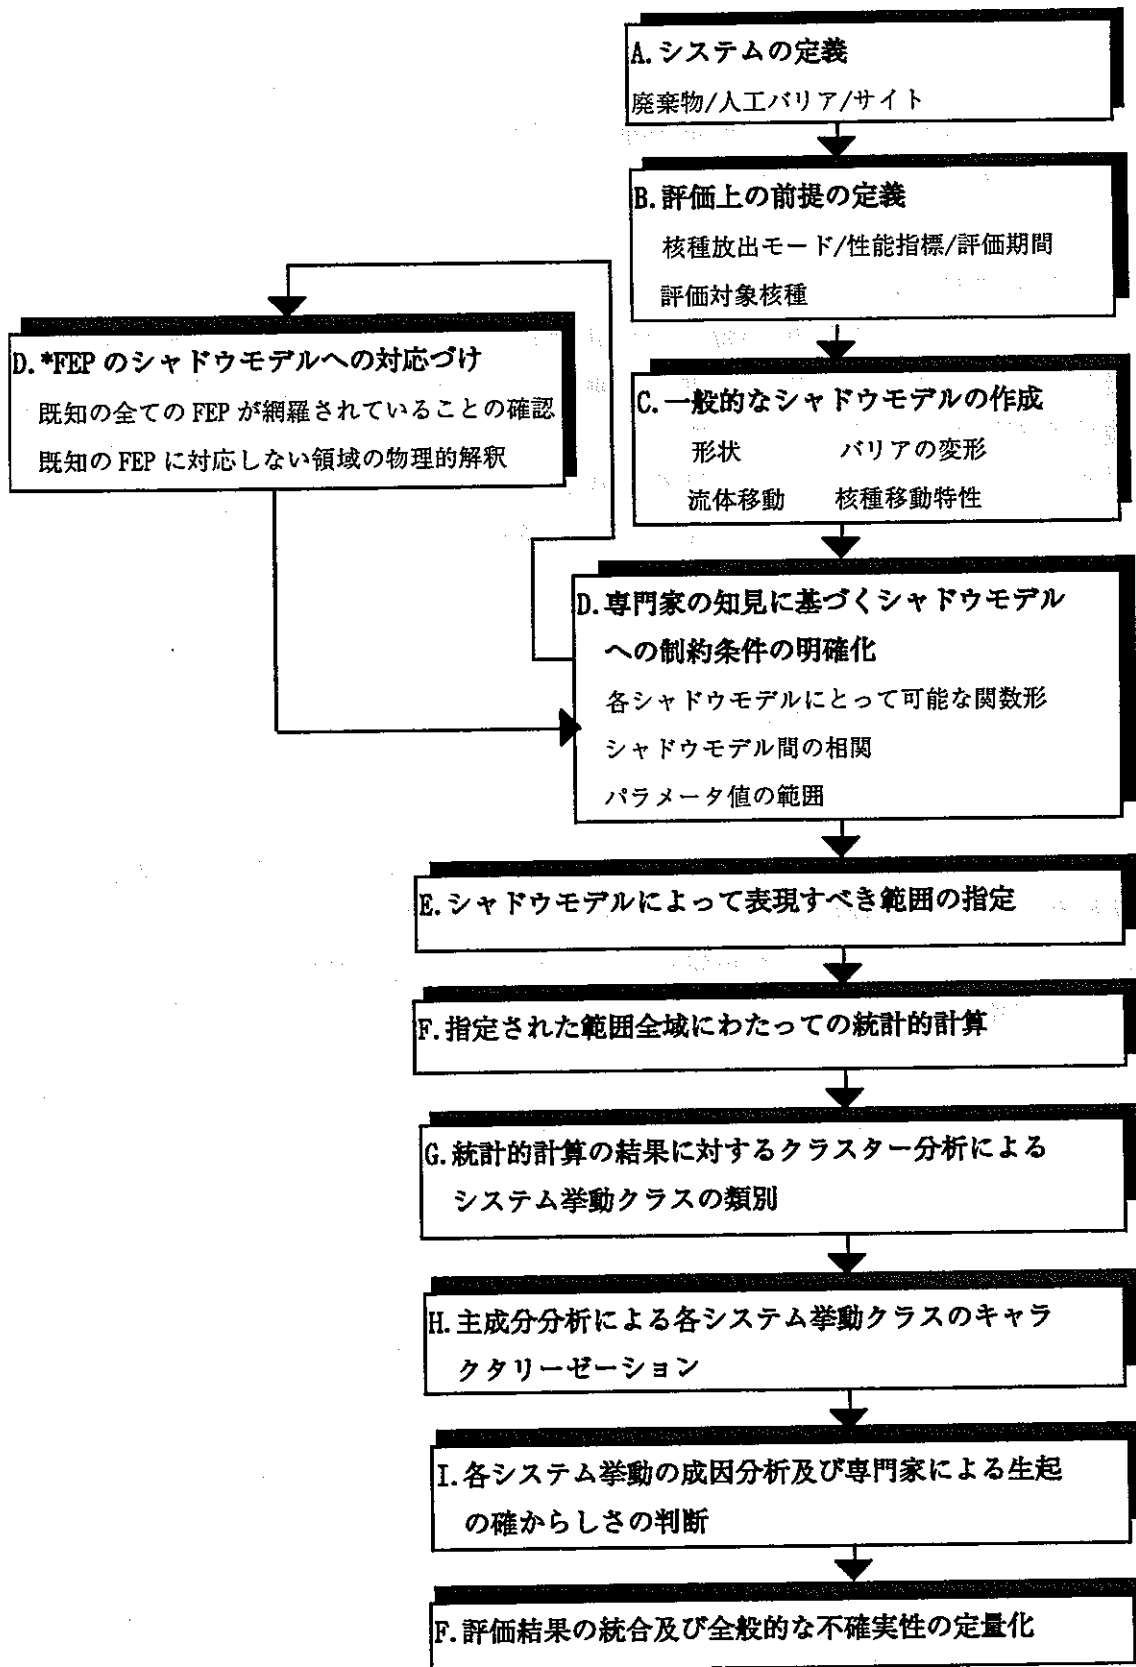 A.システムの定義
廃棄物/人工バリア/サイト
B.評価上の前提の定義
核種放出モード/性能指標/評価期間
評価対象核種
D.*FEPのシャドウモデルへの対応づけ
既知の全てのFEPが網羅されていることの確認
既知のFEPに対応しない領域の物理的解釈
C.一般的なシャドウモデルの作成
形状 バリアの変形
流体移動 核種移動特性
D.専門家の知見に基づくシャドウモデル
への制約条件の明確化
各シャドウモデルにとって可能な関数形
シャドウモデル間の相関
パラメータ値の範囲
E.シャドウモデルによって表現すべき範囲の指定
F.指定された範囲全域にわたっての統計的計算
G.統計的計算の結果に対するクラスター分析による
システム挙動クラスの類別
H.主成分分析による各システム挙動クラスのキャラ
クタリーゼーション
I.各システム挙動の成因分析及び専門家による生起
の確からしさの判断
F.評価結果の統合及び全般的な不確実性の定量化